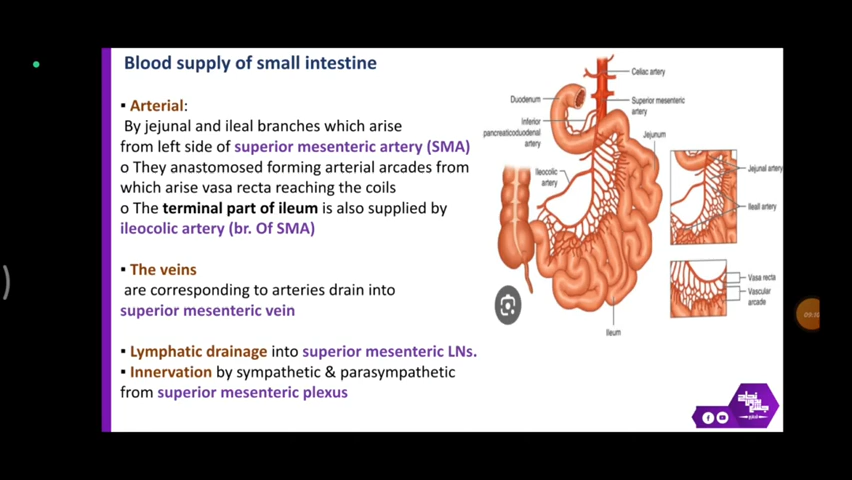 Blood supply of small intestine
▪ Arterial:
By jejunal and ileal branches which arise
from left side of superior mesenteric artery (SMA)
o They anastomosed forming arterial arcades from
which arise vasa recta reaching the coils
o The terminal part of ileum is also supplied by
ileocolic artery (br. Of SMA)
▪ The veins
are corresponding to arteries drain into
superior mesenteric vein
▪ Lymphatic drainage into superior mesenteric LNs.
▪ Innervation by sympathetic & parasympathetic
from superior mesenteric plexus
Celiac artery
Duodenum
Superior mesenteric
artery
Inferior
pancreaticoduodenal
artery
Jejunum
Ileocolic
artery
Jejunal artery
Ileall artery
Vasa recta
Vascular
arcade
Ileum